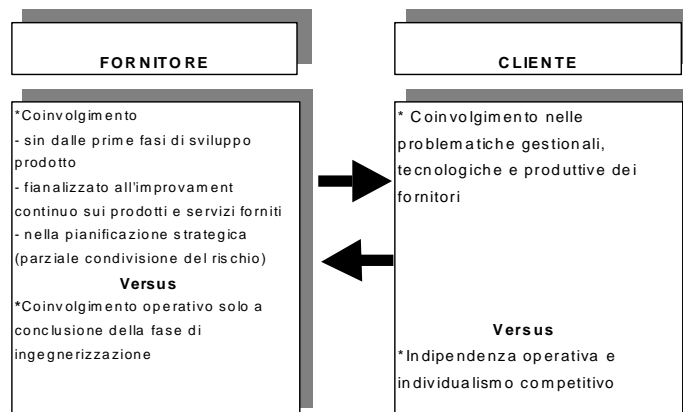 FORNITORE
*Coinvolgimento
- sin dalle prime fasi di sviluppo
prodotto
- fianalizzato all'improvament
continuo sui prodotti e servizi forniti
- nella pianificazione strategica
(parziale condivisione del rischio)
Versus
*Coinvolgimento operativo solo a
conclusione della fase di
ingegnerizzazione
CLIENTE
* Coinvolgimento nelle
problematiche gestionali,
tecnologiche e produttive dei
fornitori
Versus
*Indipendenza operativa e
individualismo competitivo